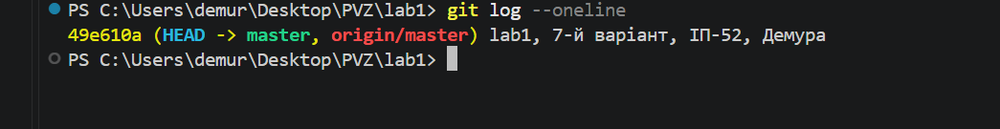 PS C:\Users\demur\Desktop\PVZ\lab1> git log --oneline
49e610a (HEAD -> master, origin/master) lab1, 7-й варіант, ІП-52, Демура
PS C:\Users\demur\Desktop\PVZ\lab1>